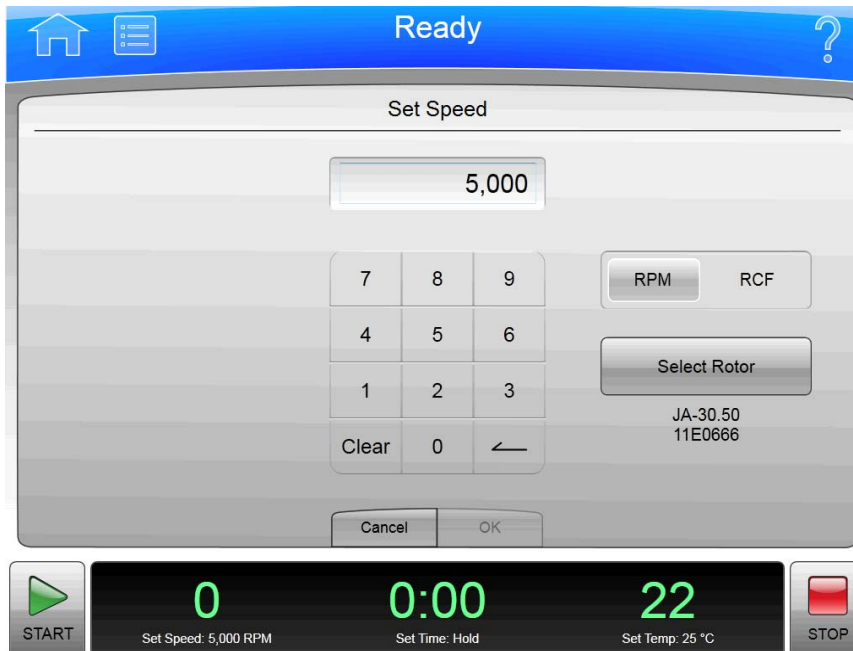 Ready
?
Set Speed
5,000
7 8 9
RPM RCF
4 5 6
Select Rotor
1 2 3
JA-30.50
11E0666
Clear 0
Cancel OK
0 0:00 22
START Set Speed: 5,000 RPM Set Time: Hold Set Temp: 25 °C STOP